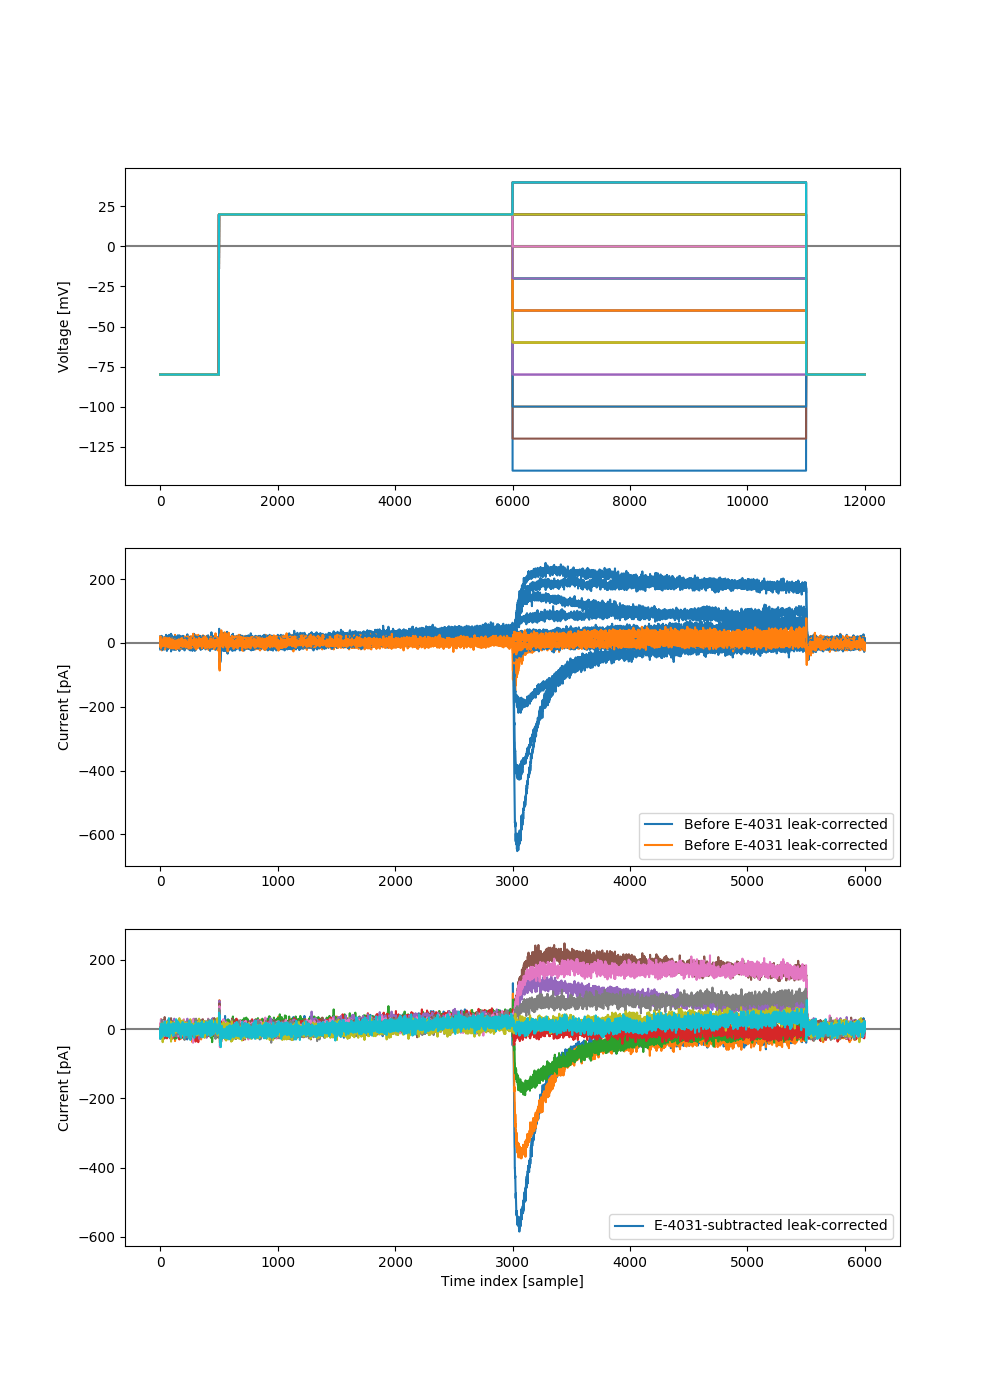 25
0
−25
−50
−75
−100
−125
Voltage [mV]
0 2000 4000 6000 8000 10000 12000
200
0
−200
−400
−600
Current [pA]
Before E-4031 leak-corrected
Before E-4031 leak-corrected
0 1000 2000 3000 4000 5000 6000
200
0
−200
−400
−600
Current [pA]
E-4031-subtracted leak-corrected
0 1000 2000 3000 4000 5000 6000
Time index [sample]